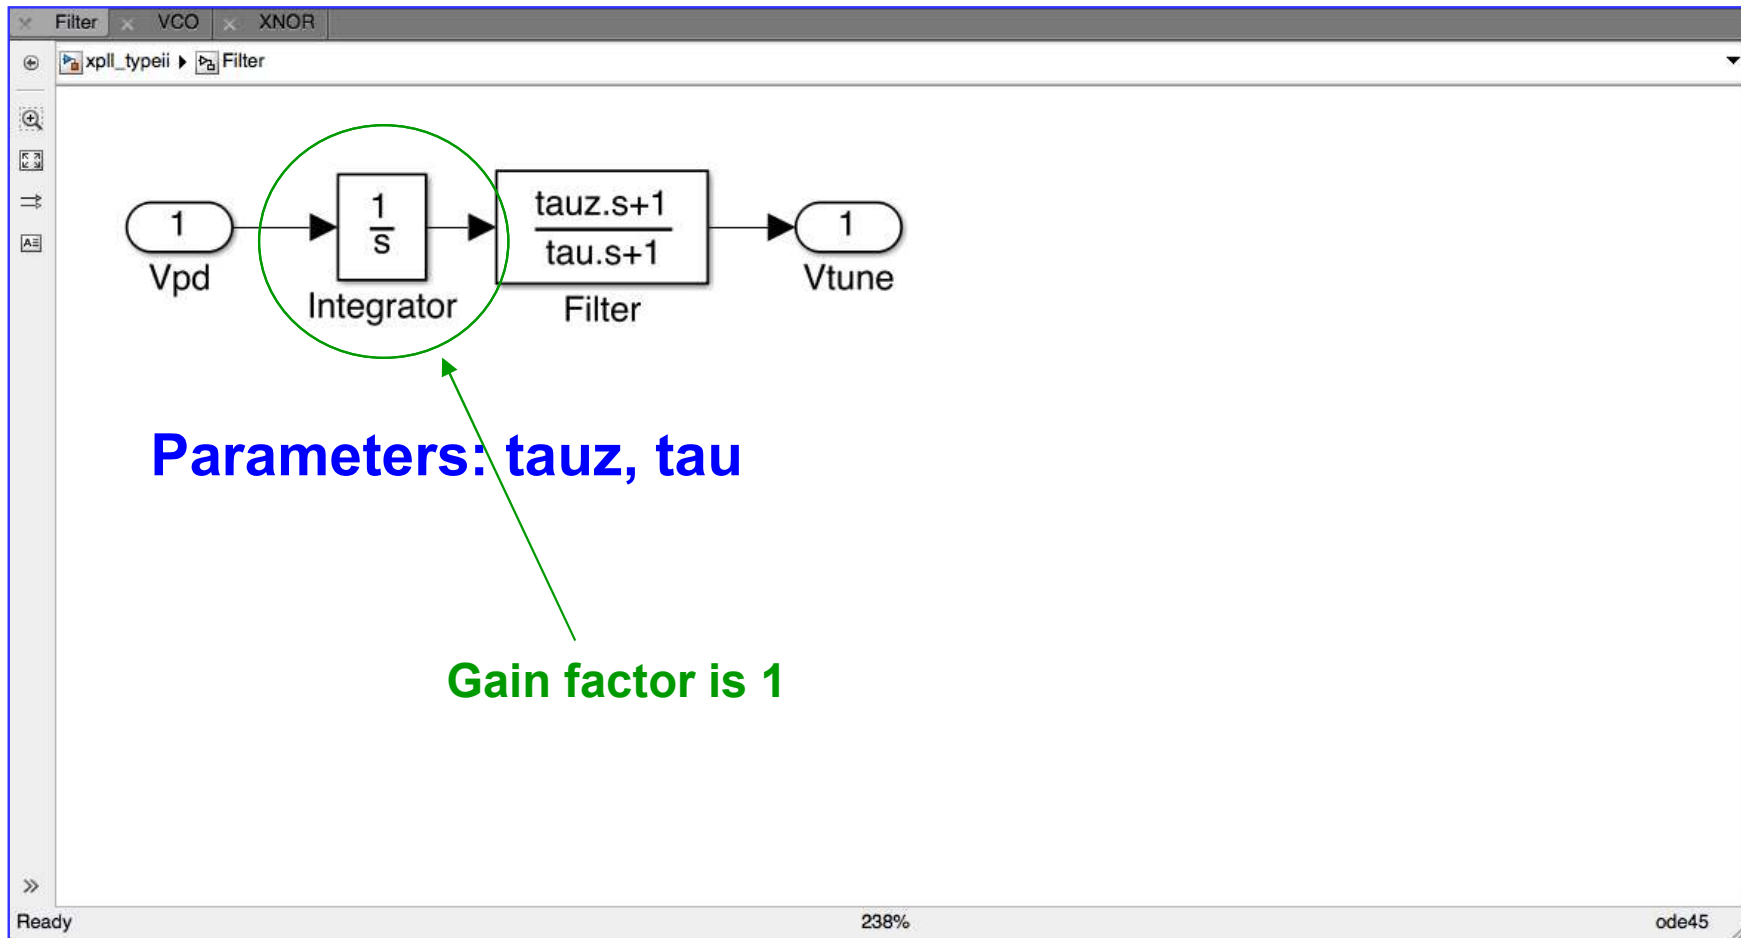 Filter VCO XNOR
xpll_typeii Filter
1
Vpd
1
s
Integrator
tauz.s+1
tau.s+1
Filter
1
Vtune
Parameters: tauz, tau
Gain factor is 1
Ready 238% ode45